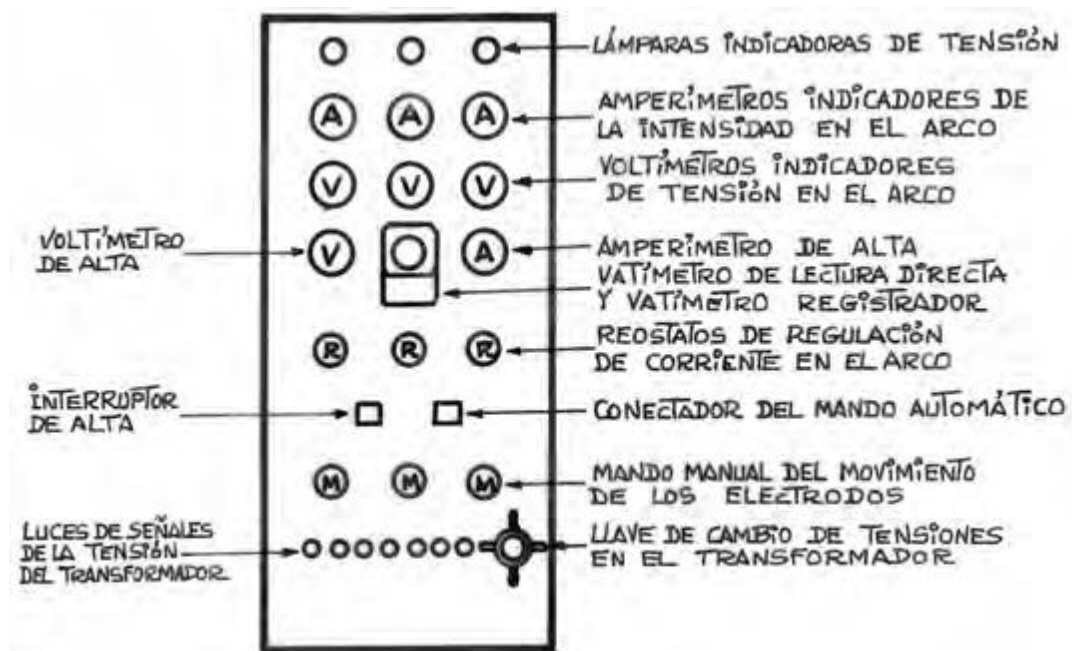 LÁMPARAS INDICADORAS DE TENSIÓN
A A A
AMPERÍMETROS INDICADORES DE
LA INTENSIDAD EN EL ARCO
V V V
VOLTÍMETROS INDICADORES
DE TENSIÓN EN EL ARCO
VOLTÍMETRO
DE ALTA
V A
AMPERIMETRO DE ALTA
VATÍMETRO DE LECTURA DIRECTA
Y VATIMETRO REGISTRADOR
R R R
REOSTATOS DE REGULACIÓN
DE CORRIENTE EN EL ARCO
INTERRUPTOR
DE ALTA
CONECTADOR DEL MANDO AUTOMÁTICO
M M M
MANDO MANUAL DEL MOVIMIENTO
DE LOS ELECTRODOS
LUCES DE SEÑALES
DE LA TENSIÓN
DEL TRANSFORMADOR
LLAVE DE CAMBIO DE TENSIONES
EN EL TRANSFORMADOR